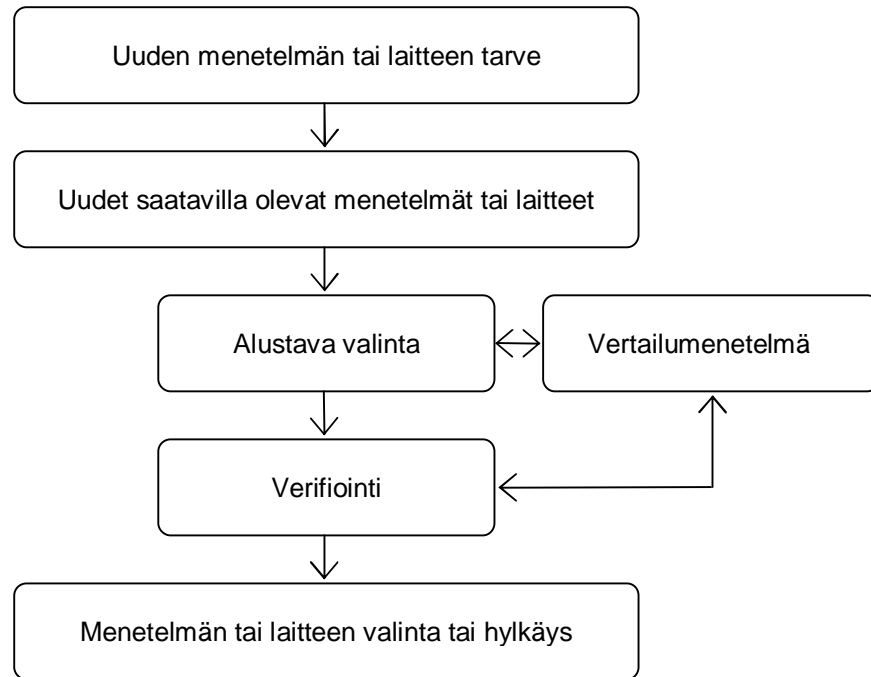 Uuden menetelmän tai laitteen tarve
Uudet saatavilla olevat menetelmät tai laitteet
Alustava valinta
Vertailumenetelmä
Verifiointi
Menetelmän tai laitteen valinta tai hylkäys